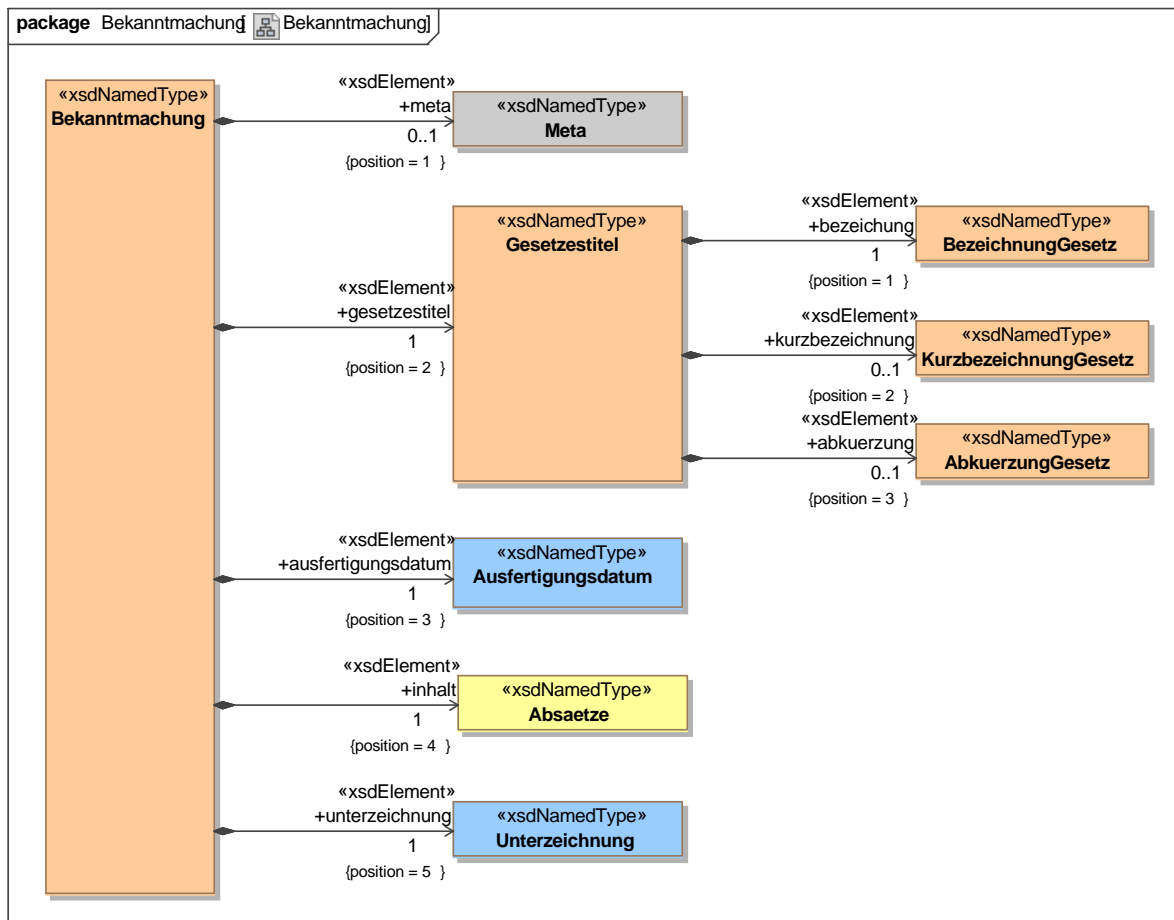 package Bekanntmachung[ Bekanntmachung]
«xsdNamedType»
Bekanntmachung
«xsdElement»
+meta
0..1
{position = 1 }
«xsdNamedType»
Meta
«xsdElement»
+gesetzestitel
1
{position = 2 }
«xsdNamedType»
Gesetzestitel
«xsdElement»
+bezeichung
1
{position = 1 }
«xsdNamedType»
BezeichnungGesetz
«xsdElement»
+kurzbezeichnung
0..1
{position = 2 }
«xsdNamedType»
KurzbezeichnungGesetz
«xsdElement»
+abkuerzung
0..1
{position = 3 }
«xsdNamedType»
AbkuerzungGesetz
«xsdElement»
+ausfertigungsdatum
1
{position = 3 }
«xsdNamedType»
Ausfertigungsdatum
«xsdElement»
+inhalt
1
{position = 4 }
«xsdNamedType»
Absaetze
«xsdElement»
+unterzeichnung
1
{position = 5 }
«xsdNamedType»
Unterzeichnung